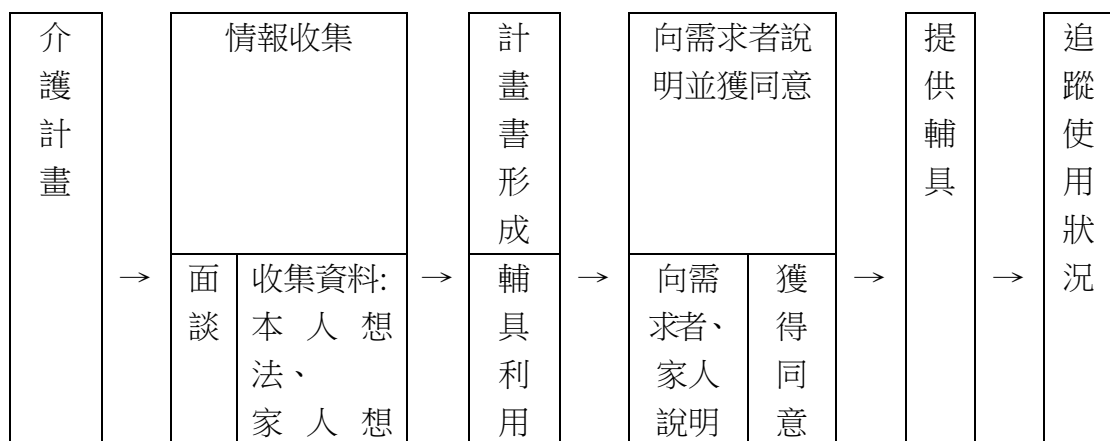 介
護
計
畫
→
情報收集
面
談
收集資料:
本人想
法、
家人想
→
計
畫
書
形
成
輔
具
利
用
→
向需求者說
明並獲同意
向需
求者、
家人
說明
獲
得
同
意
→
提
供
輔
具
→
追
蹤
使
用
狀
況